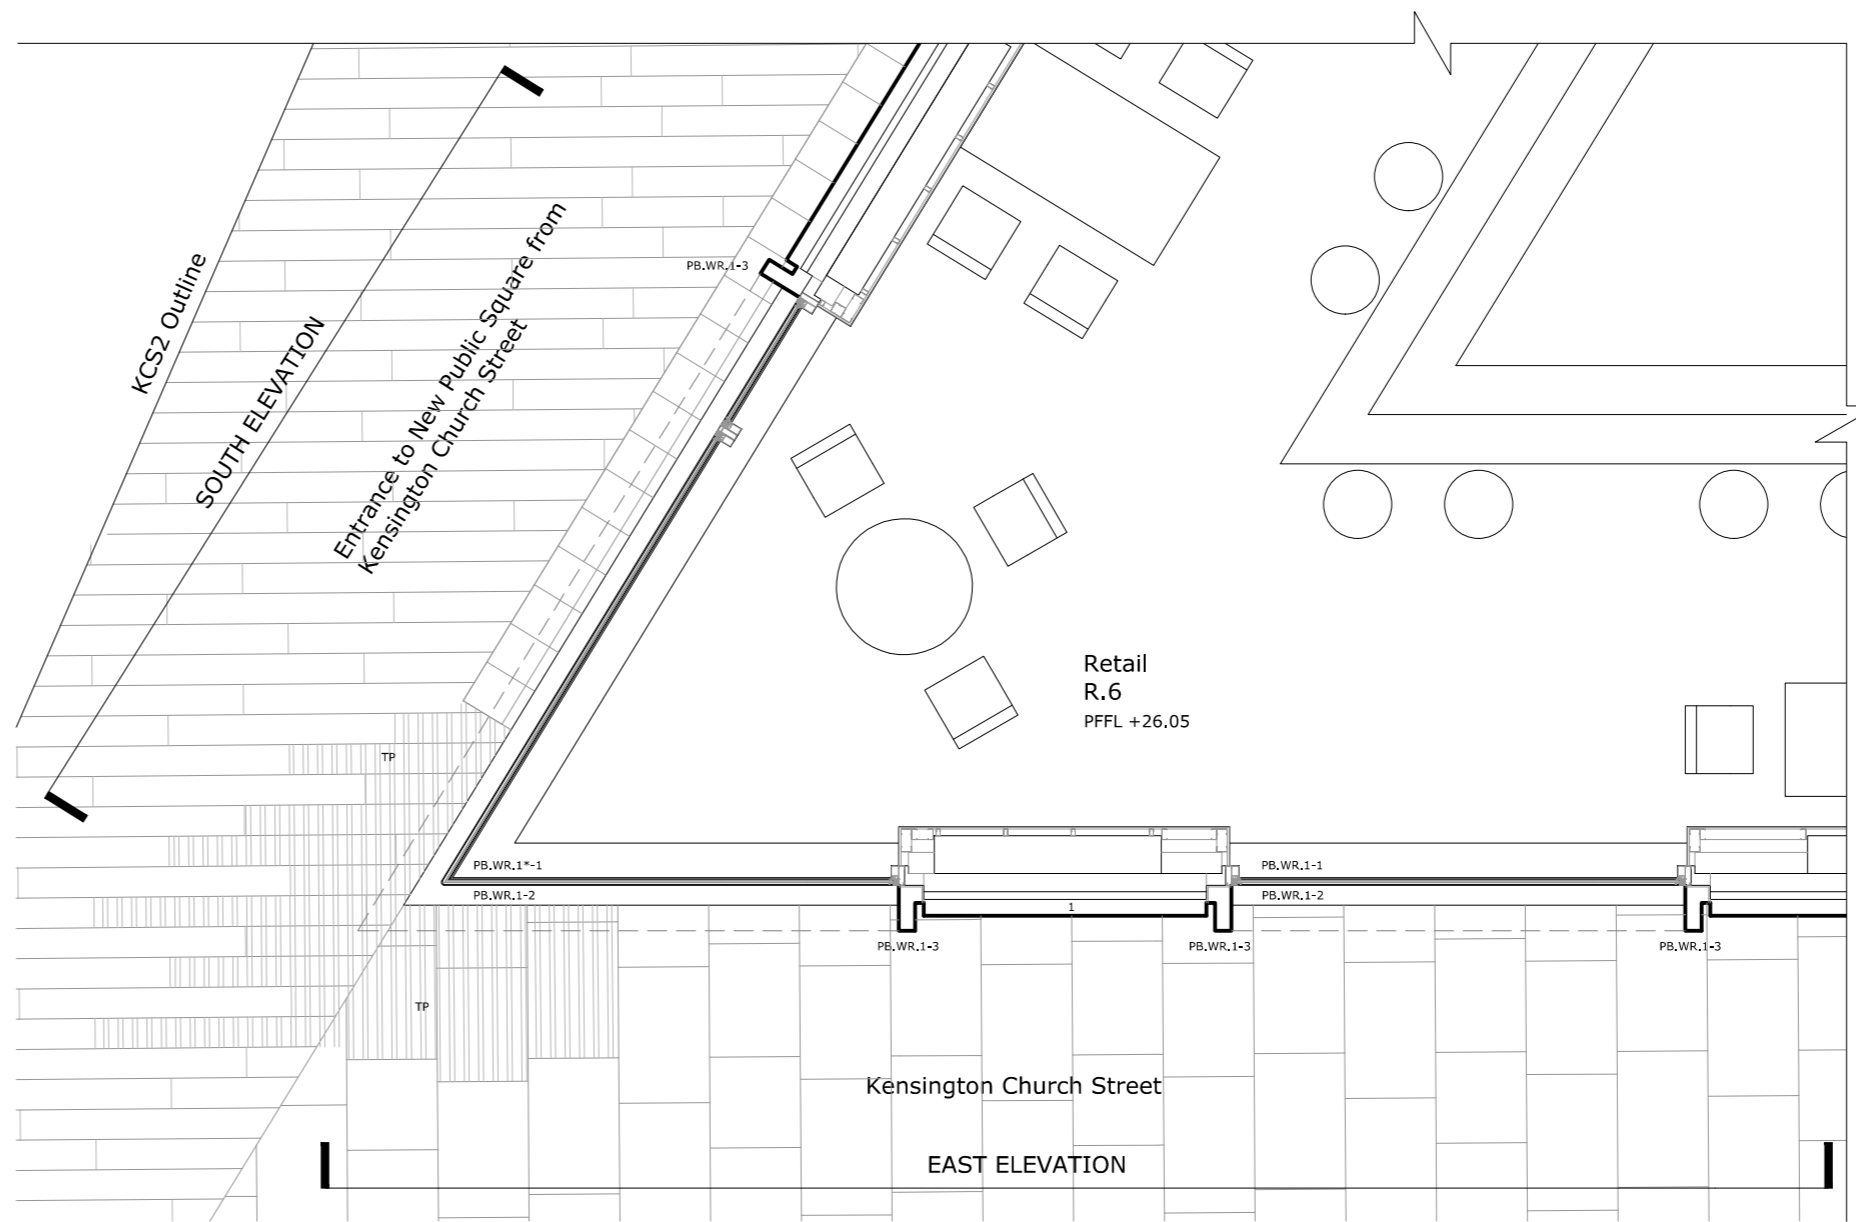 PB.WR.1-3
KCS2 Outline
SOUTH ELEVATION
Entrance to New Public Square from
Kensington Church Street
Retail
R.6
PFFL +26.05
TP
PB.WR.1*-1
PB.WR.1-1
PB.WR.1-2
PB.WR.1-2
1
PB.WR.1-3
PB.WR.1-3
PB.WR.1-3
TP
Kensington Church Street
EAST ELEVATION